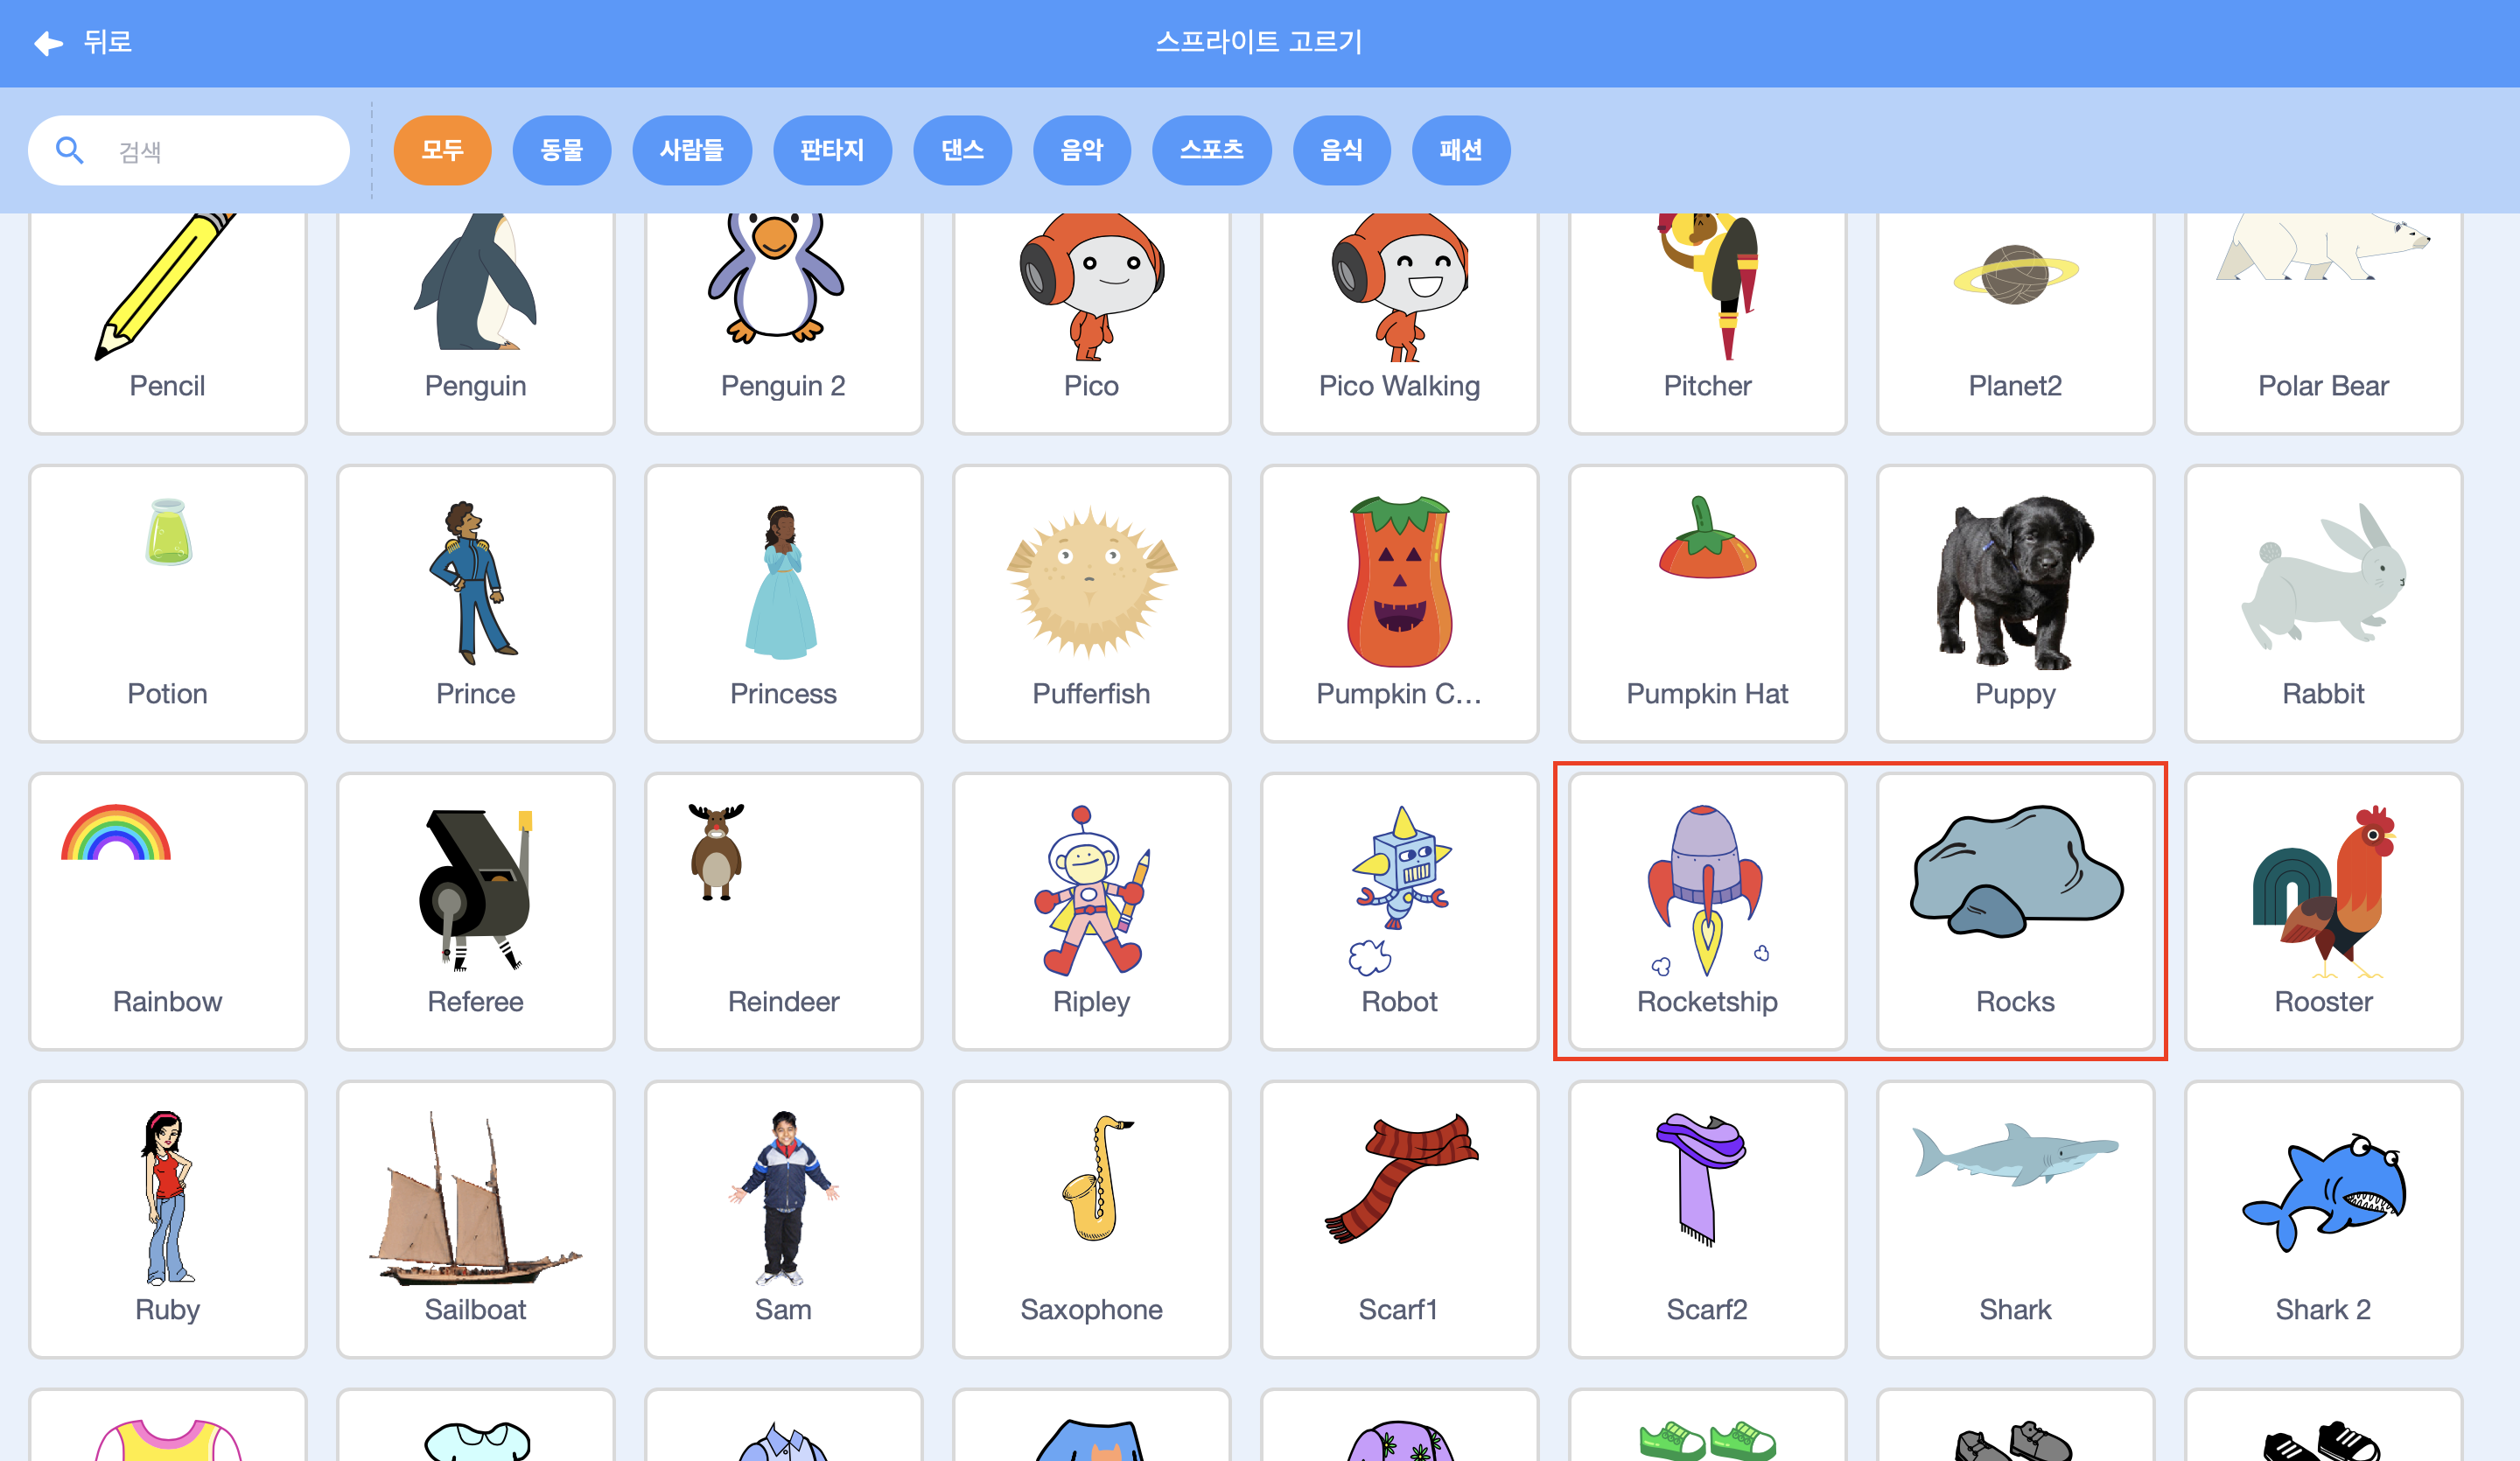 뒤로
스프라이트 고르기
검색
모두 동물 사람들 판타지 댄스 음악 스포츠 음식 패션
Pencil Penguin Penguin 2 Pico Pico Walking Pitcher Planet2 Polar Bear
Potion Prince Princess Pufferfish Pumpkin C... Pumpkin Hat Puppy Rabbit
Rainbow Referee Reindeer Ripley Robot Rocketship Rocks Rooster
Ruby Sailboat Sam Saxophone Scarf1 Scarf2 Shark Shark 2